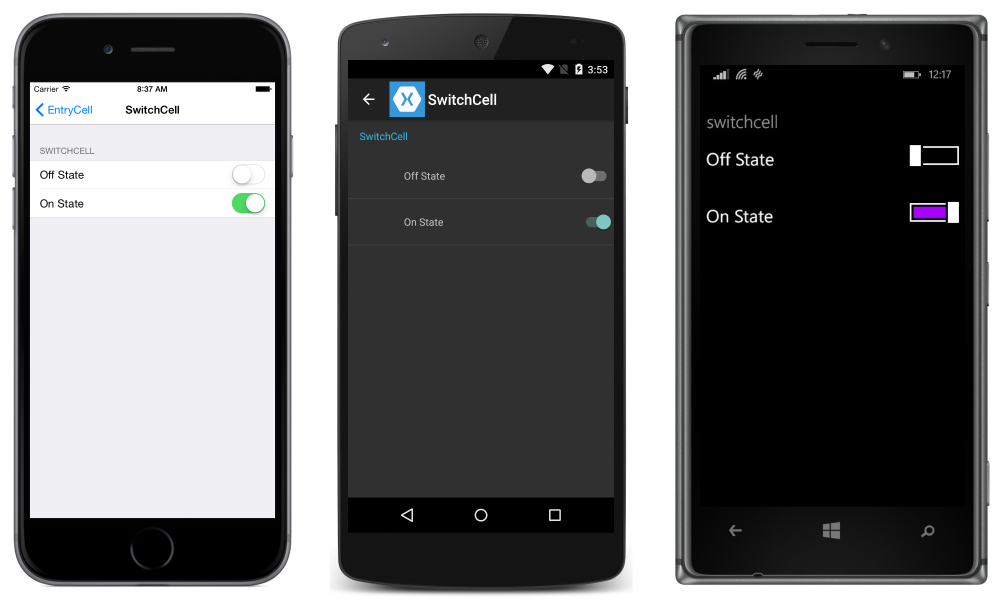 Carrier 8:37 AM
EntryCell SwitchCell
SWITCHCELL
Off State
On State
3:53
SwitchCell
SwitchCell
Off State
On State
12:17
switchcell
Off State
On State